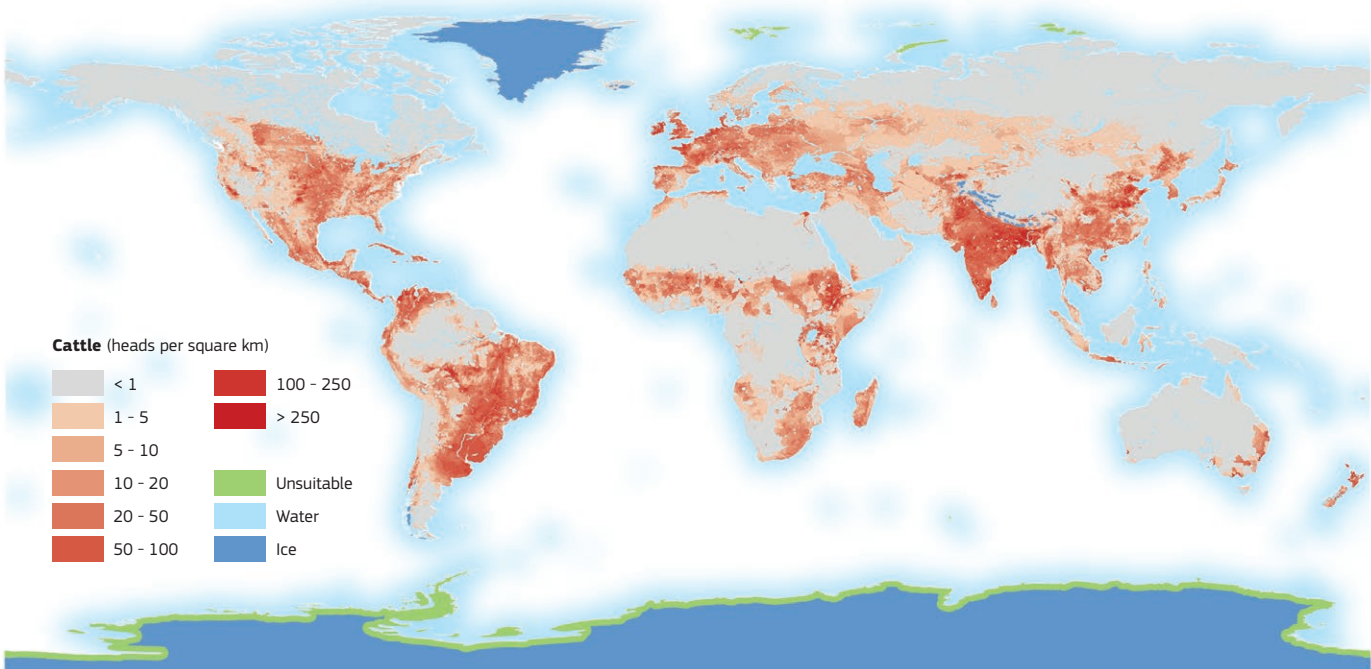 Cattle (heads per square km)
< 1
1 - 5
5 - 10
10 - 20
20 - 50
50 - 100
100 - 250
> 250
Unsuitable
Water
Ice